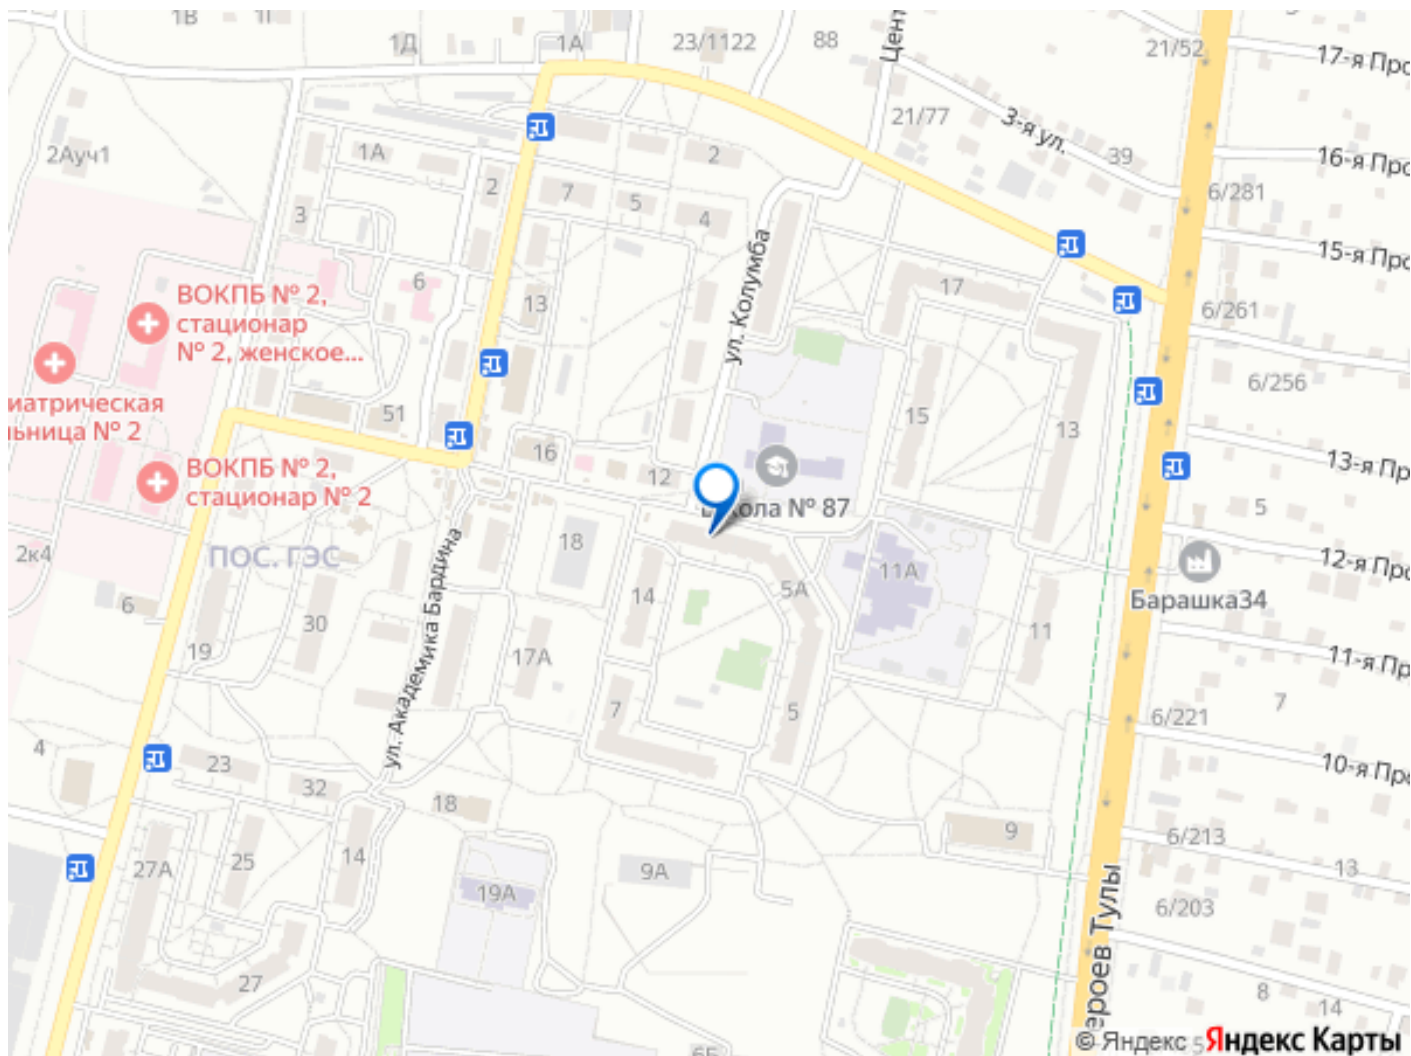 1В
1Д
1А
23/1122
88
21/52
17-я Про
21/77
3-я ул.
39
2Ауч1
1А
2
2
16-я Про
6/281
3
7
5
4
ул. Колумба
15-я Про
6
ВОКПБ № 2,
стационар
№ 2, женское...
13
17
6/261
6/256
иатрическая
льница № 2
51
15
13
16
12
13-я Пр
ВОКПБ № 2,
стационар № 2
кола № 87
5
2к4
ПОС. ГЭС
18
11А
12-я Про
ул. Академика Бардина
6
30
14
5А
Барашка34
19
17А
11
11-я Пр
7
5
7
6/221
4
23
32
18
10-я Про
9
6/213
27А
25
14
19А
9А
13
6/203
ероев Тулы
27
8
14
© Яндекс
5
Яндекс Карты